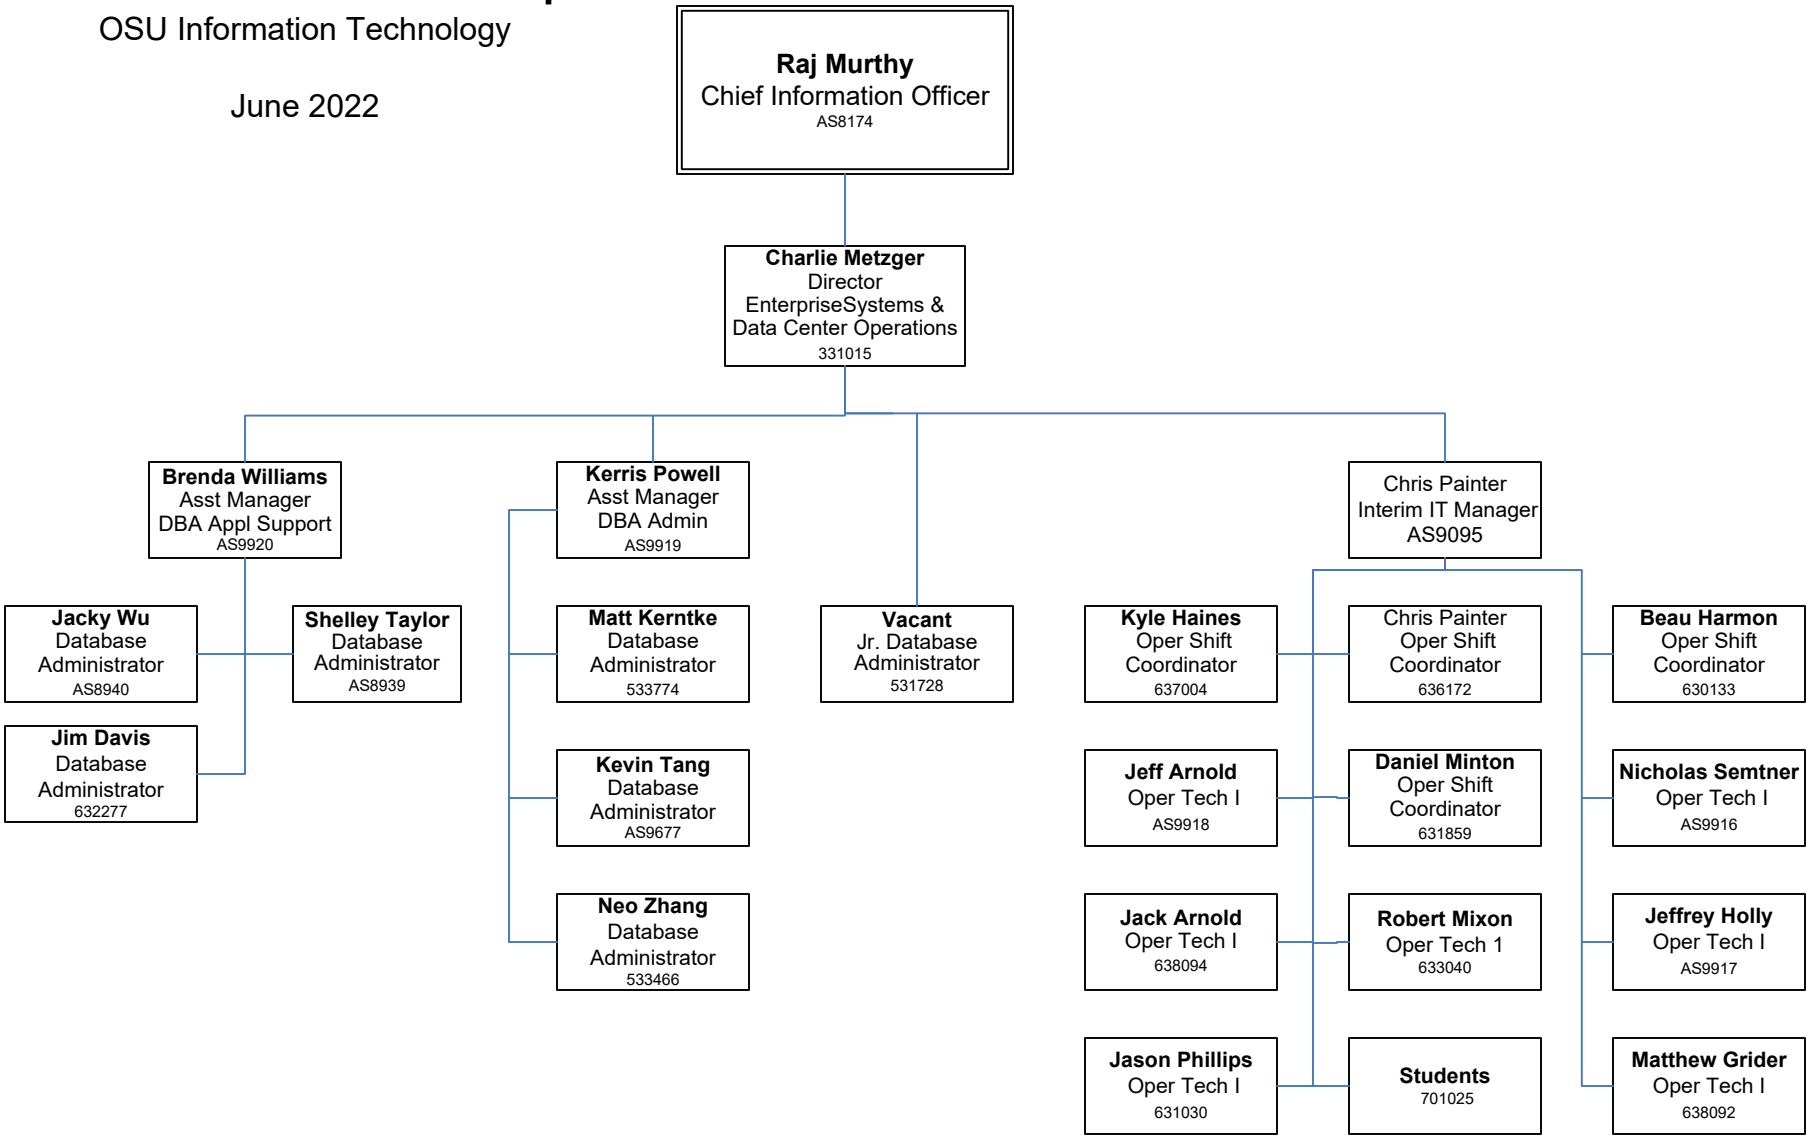 OSU Information Technology
June 2022
Raj Murthy
Chief Information Officer
AS8174
Charlie Metzger
Director
EnterpriseSystems &
Data Center Operations
331015
Brenda Williams
Asst Manager
DBA Appl Support
AS9920
Kerris Powell
Asst Manager
DBA Admin
AS9919
Chris Painter
Interim IT Manager
AS9095
Jacky Wu
Database
Administrator
AS8940
Shelley Taylor
Database
Administrator
AS8939
Matt Kerntke
Database
Administrator
533774
Vacant
Jr. Database
Administrator
531728
Kyle Haines
Oper Shift
Coordinator
637004
Chris Painter
Oper Shift
Coordinator
636172
Beau Harmon
Oper Shift
Coordinator
630133
Jim Davis
Database
Administrator
632277
Kevin Tang
Database
Administrator
AS9677
Jeff Arnold
Oper Tech I
AS9918
Daniel Minton
Oper Shift
Coordinator
631859
Nicholas Semtner
Oper Tech I
AS9916
Neo Zhang
Database
Administrator
533466
Jack Arnold
Oper Tech I
638094
Robert Mixon
Oper Tech 1
633040
Jeffrey Holly
Oper Tech I
AS9917
Jason Phillips
Oper Tech I
631030
Students
701025
Matthew Grider
Oper Tech I
638092